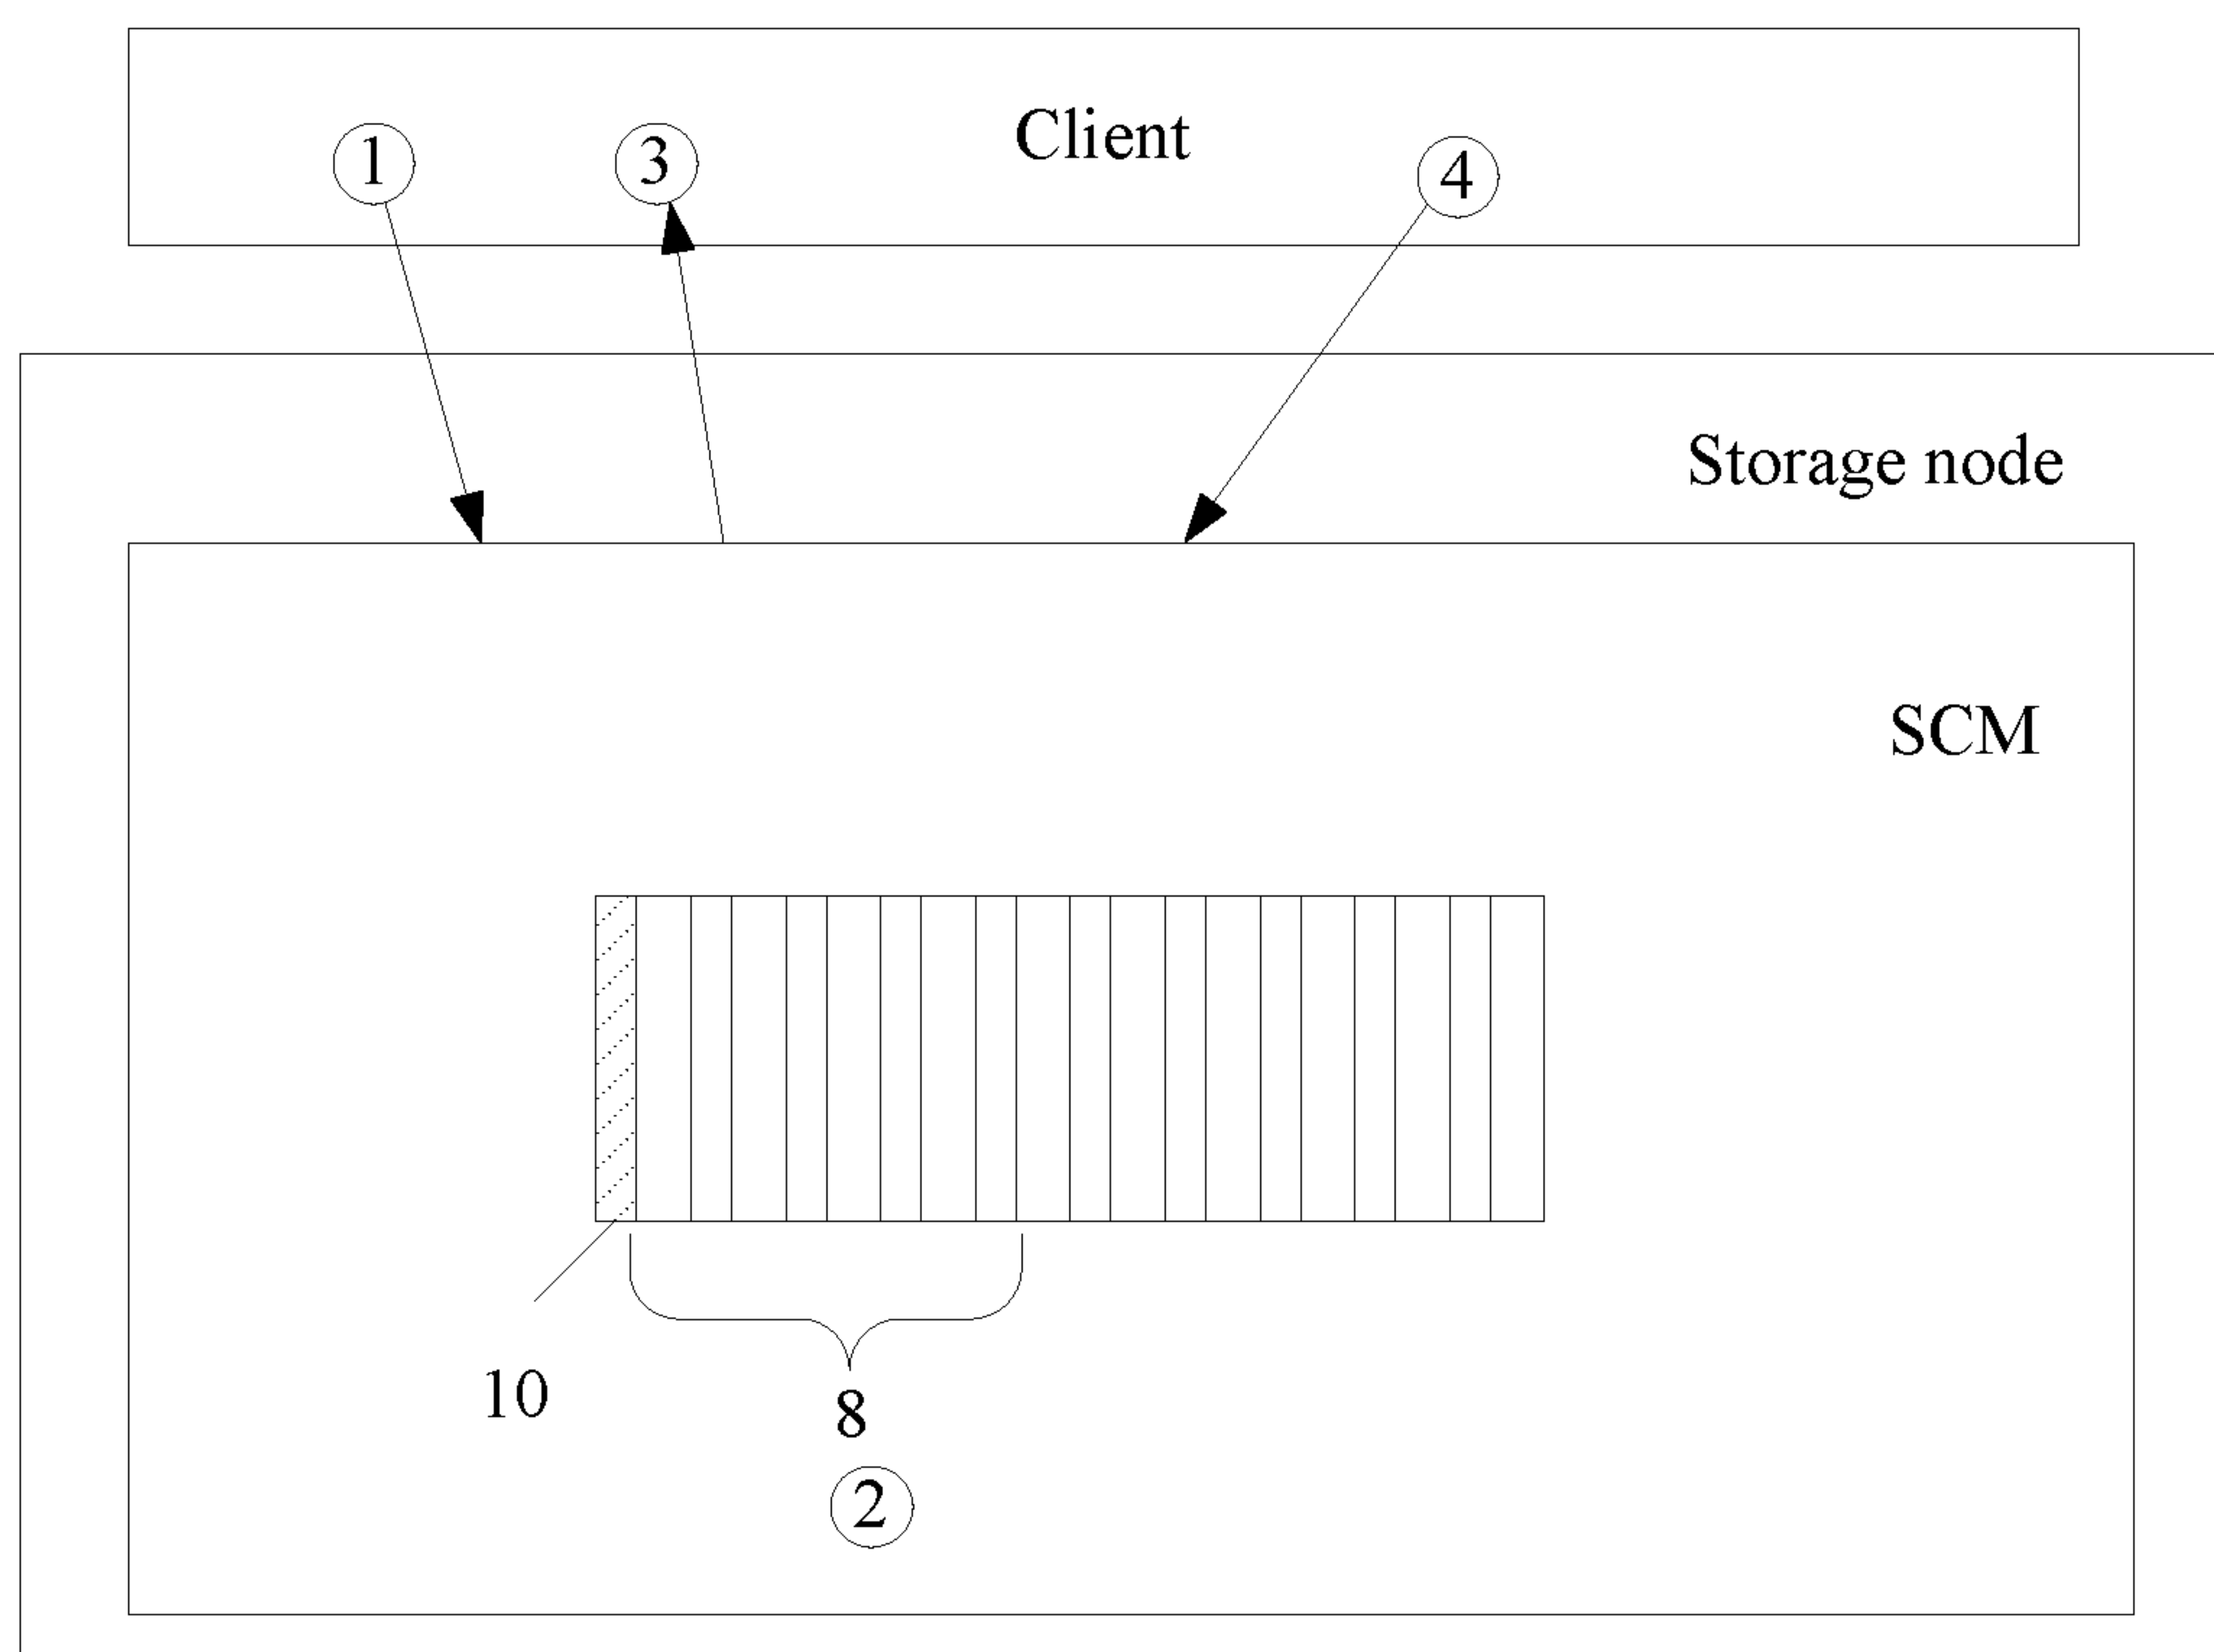 Client
① ③ ④
Storage node
SCM
10
8
②